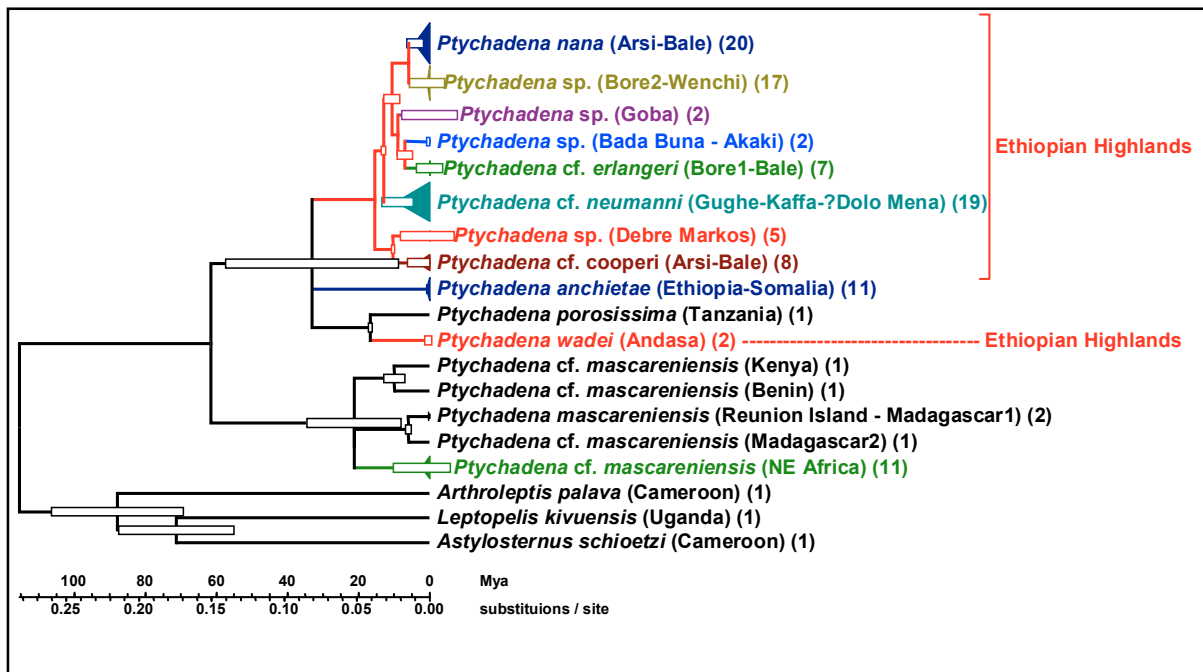 Ptychadena nana (Arsi-Bale) (20)
Ptychadena sp. (Bore2-Wenchi) (17)
Ptychadena sp. (Goba) (2)
Ptychadena sp. (Bada Buna - Akaki) (2)
Ethiopian Highlands
Ptychadena cf. erlangeri (Bore1-Bale) (7)
Ptychadena cf. neumanni (Gughe-Kaffa-?Dolo Mena) (19)
Ptychadena sp. (Debre Markos) (5)
Ptychadena cf. cooperi (Arsi-Bale) (8)
Ptychadena anchietae (Ethiopia-Somalia) (11)
Ptychadena porosissima (Tanzania) (1)
Ptychadena wadei (Andasa) (2) ---------------------------------- Ethiopian Highlands
Ptychadena cf. mascareniensis (Kenya) (1)
Ptychadena cf. mascareniensis (Benin) (1)
Ptychadena mascareniensis (Reunion Island - Madagascar1) (2)
Ptychadena cf. mascareniensis (Madagascar2) (1)
Ptychadena cf. mascareniensis (NE Africa) (11)
Arthroleptis palava (Cameroon) (1)
Leptopelis kivuensis (Uganda) (1)
Astylosternus schioetzi (Cameroon) (1)
100 80 60 40 20 0 Mya
0.25 0.20 0.15 0.10 0.05 0.00 substituions / site